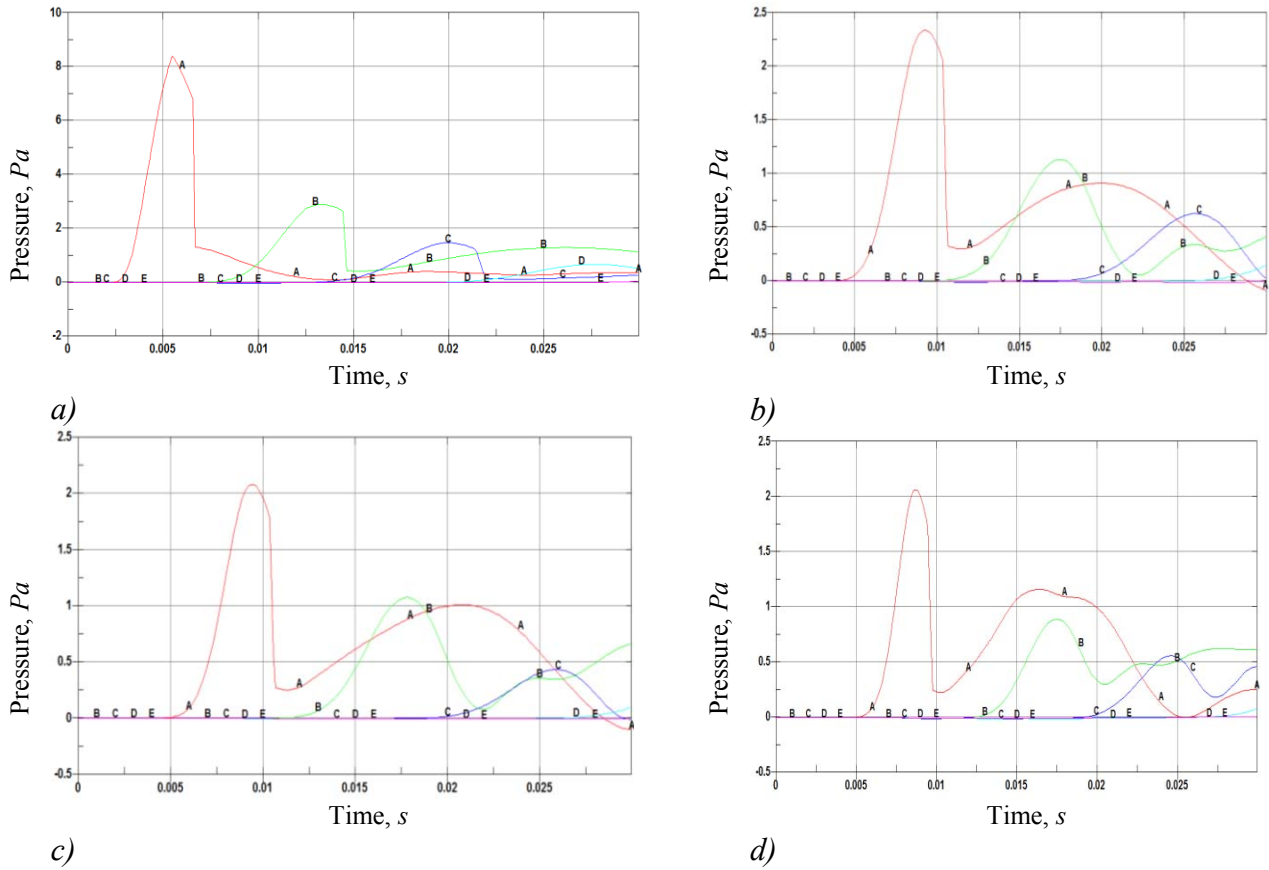 10
8
A
6
Pressure, Pa
4
B
2
C
B
B
D
A
A
A
C
A
0
B C D E B C D E C D E D E E
-2
0 0.005 0.01 0.015 0.02 0.025
Time, s
a)
2.5
2
1.5
Pressure, Pa
1
A B
A
C
0.5
A
A
B
B
C
0
B C D E B C D E C D E D E D E
A
-0.5
0 0.005 0.01 0.015 0.02 0.025
Time, s
b)
2.5
2
1.5
Pressure, Pa
1
A B
A
0.5
B C
A
A
B
0
B C D E B C D E C D E C D E D E
A
-0.5
0 0.005 0.01 0.015 0.02 0.025
Time, s
c)
2.5
2
1.5
Pressure, Pa
1
A
B
0.5
B
A
C
A
A
A
0
B C D E B C D E B C D E C D E D E
-0.5
0 0.005 0.01 0.015 0.02 0.025
Time, s
d)